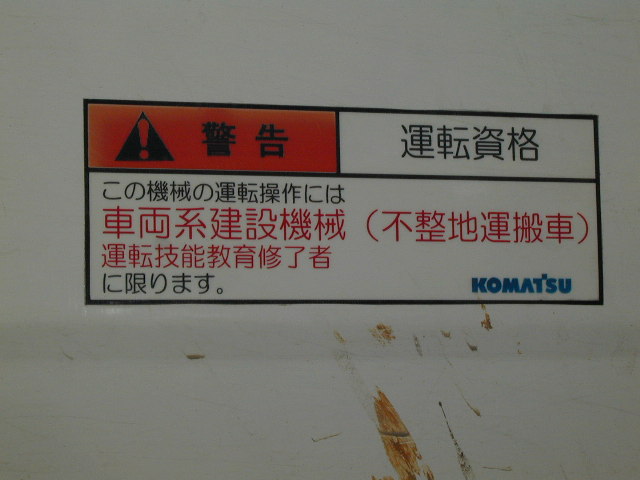 警告
運転資格
この機械の運転操作には
車両系建設機械（不整地運搬車）
運転技能教育修了者
に限ります。
KOMATSU